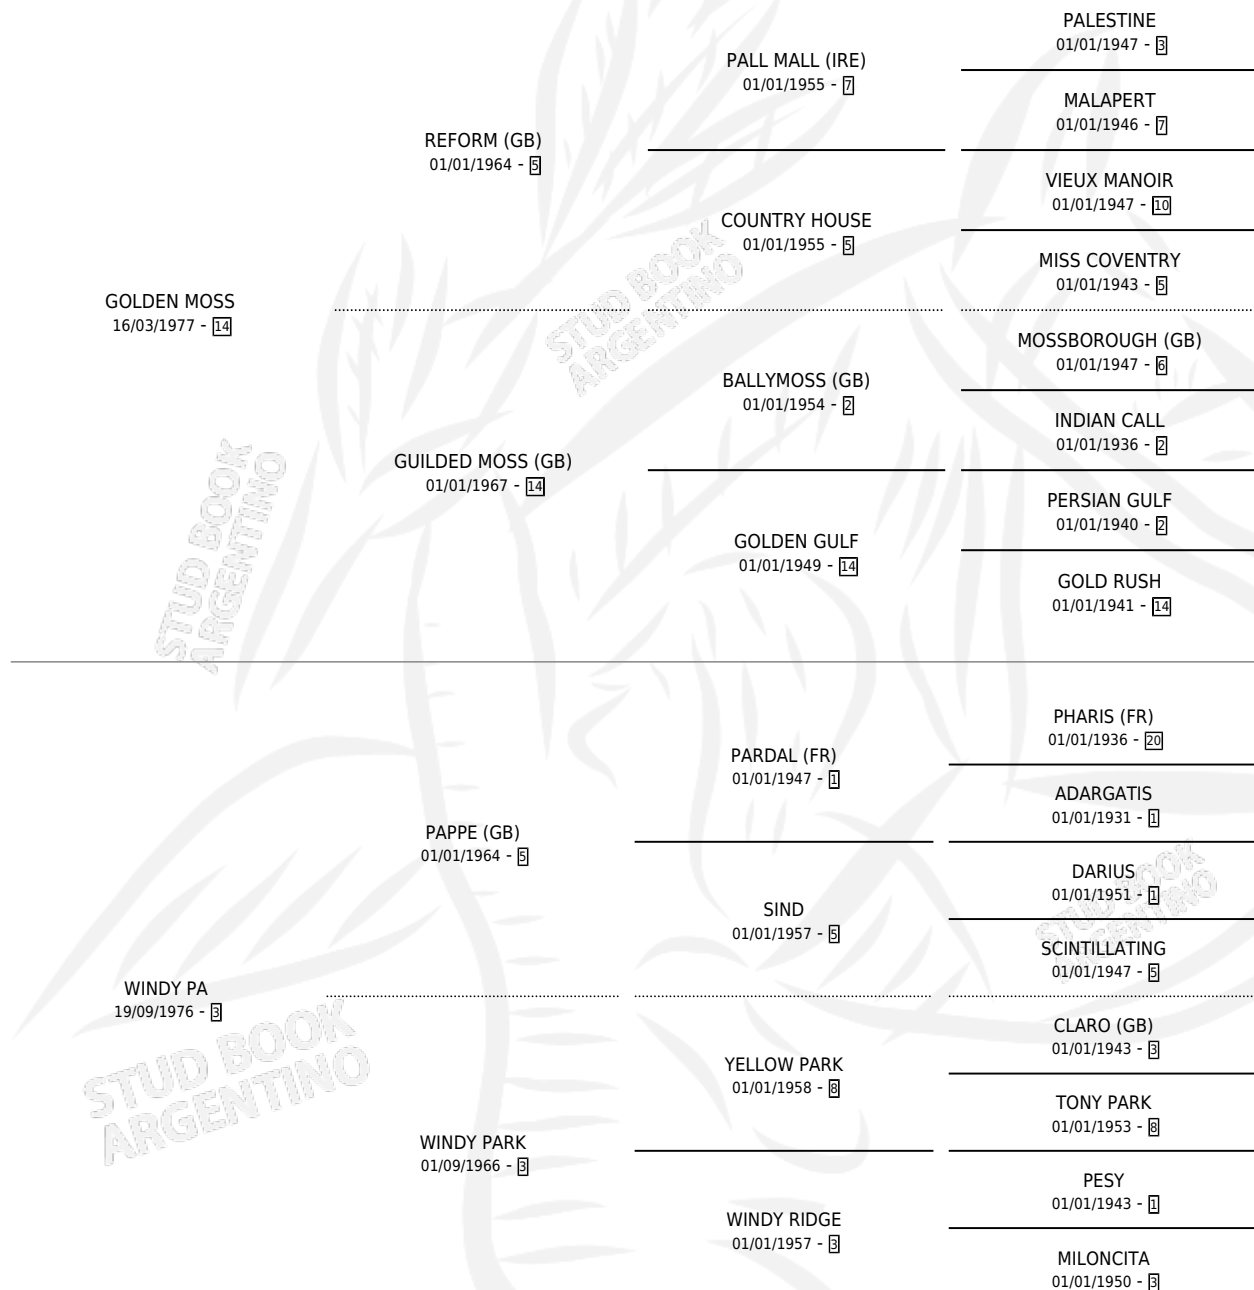 PALESTINE
01/01/1947 - 3
PALL MALL (IRE)
01/01/1955 - 7
MALAPERT
01/01/1946 - 7
REFORM (GB)
01/01/1964 - 5
VIEUX MANOIR
01/01/1947 - 10
COUNTRY HOUSE
01/01/1955 - 5
MISS COVENTRY
01/01/1943 - 5
GOLDEN MOSS
16/03/1977 - 14
MOSSBOROUGH (GB)
01/01/1947 - 6
BALLYMOSS (GB)
01/01/1954 - 2
INDIAN CALL
01/01/1936 - 2
GUILDED MOSS (GB)
01/01/1967 - 14
PERSIAN GULF
01/01/1940 - 2
GOLDEN GULF
01/01/1949 - 14
GOLD RUSH
01/01/1941 - 14
PHARIS (FR)
01/01/1936 - 20
PARDAL (FR)
01/01/1947 - 1
ADARGATIS
01/01/1931 - 1
PAPPE (GB)
01/01/1964 - 5
DARIUS
01/01/1951 - 1
SIND
01/01/1957 - 5
SCINTILLATING
01/01/1947 - 5
WINDY PA
19/09/1976 - 3
CLARO (GB)
01/01/1943 - 3
YELLOW PARK
01/01/1958 - 8
TONY PARK
01/01/1953 - 8
WINDY PARK
01/09/1966 - 3
PESY
01/01/1943 - 1
WINDY RIDGE
01/01/1957 - 3
MILONCITA
01/01/1950 - 3
STUD BOOK
ARGENTINO
STUD BOOK
ARGENTINO
STUD BOOK
ARGENTINO
STUD BOOK
ARGENTINO